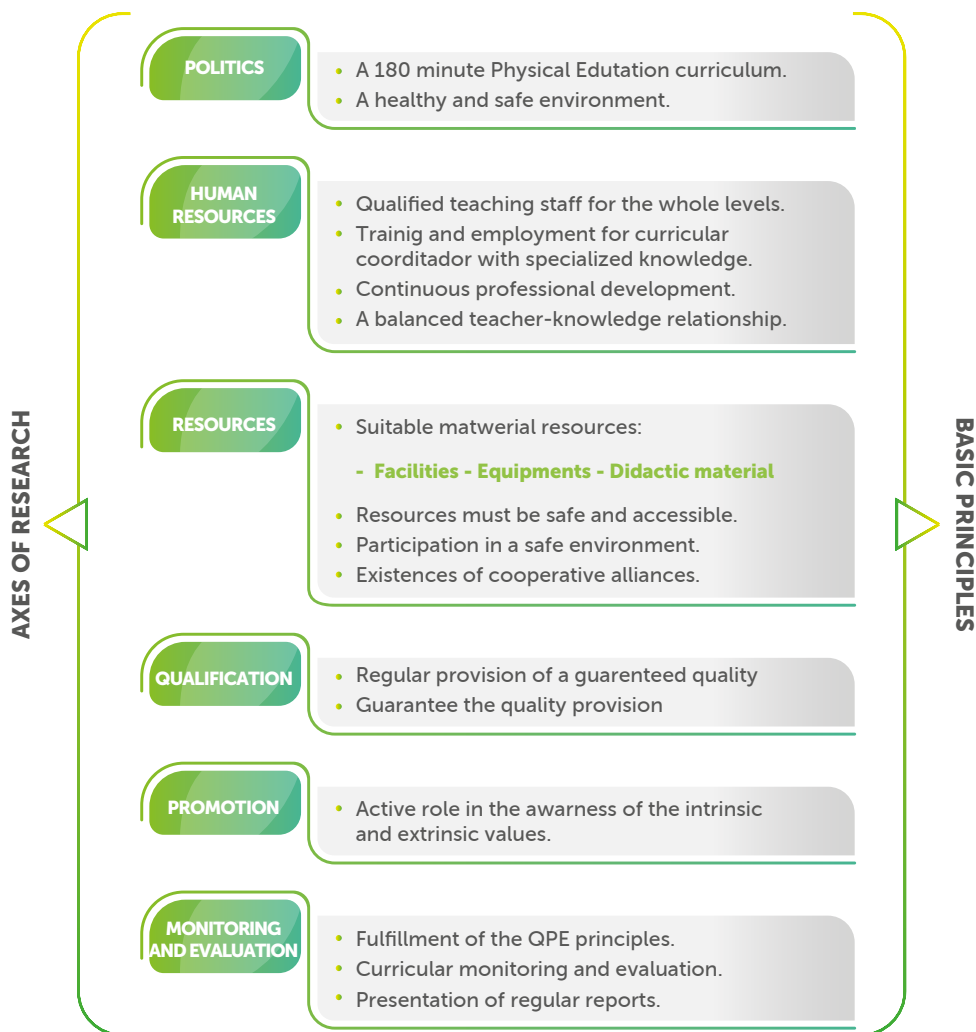 AXES OF RESEARCH
POLITICS
A 180 minute Physical Edutation curriculum.
A healthy and safe environment.
HUMAN
RESOURCES
Qualified teaching staff for the whole levels.
Trainig and employment for curricular
coorditador with specialized knowledge.
Continuous professional development.
A balanced teacher-knowledge relationship.
RESOURCES
Suitable matwerial resources:
- Facilities - Equipments - Didactic material
Resources must be safe and accessible.
Participation in a safe environment.
Existences of cooperative alliances.
QUALIFICATION
Regular provision of a guarenteed quality
Guarantee the quality provision
PROMOTION
Active role in the awarness of the intrinsic
and extrinsic values.
MONITORING
AND EVALUATION
Fulfillment of the QPE principles.
Curricular monitoring and evaluation.
Presentation of regular reports.
BASIC PRINCIPLES